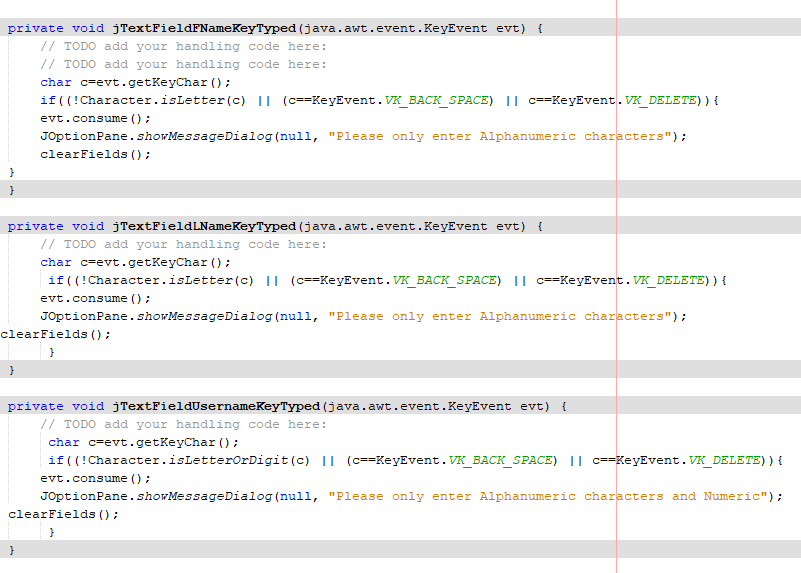 private void jTextFieldFNameKeyTyped(java.awt.event.KeyEvent evt) {
    // TODO add your handling code here:
    // TODO add your handling code here:
    char c=evt.getKeyChar();
    if((!Character.isLetter(c) || (c==KeyEvent.VK_BACK_SPACE) || c==KeyEvent.VK_DELETE)){
    evt.consume();
    JOptionPane.showMessageDialog(null, "Please only enter Alphanumeric characters");
    clearFields();
}
}
private void jTextFieldLNameKeyTyped(java.awt.event.KeyEvent evt) {
    // TODO add your handling code here:
    char c=evt.getKeyChar();
     if((!Character.isLetter(c) || (c==KeyEvent.VK_BACK_SPACE) || c==KeyEvent.VK_DELETE)){
    evt.consume();
    JOptionPane.showMessageDialog(null, "Please only enter Alphanumeric characters");
clearFields();
     }
}
private void jTextFieldUsernameKeyTyped(java.awt.event.KeyEvent evt) {
    // TODO add your handling code here:
     char c=evt.getKeyChar();
     if((!Character.isLetterOrDigit(c) || (c==KeyEvent.VK_BACK_SPACE) || c==KeyEvent.VK_DELETE)){
    evt.consume();
    JOptionPane.showMessageDialog(null, "Please only enter Alphanumeric characters and Numeric");
clearFields();
     }
}